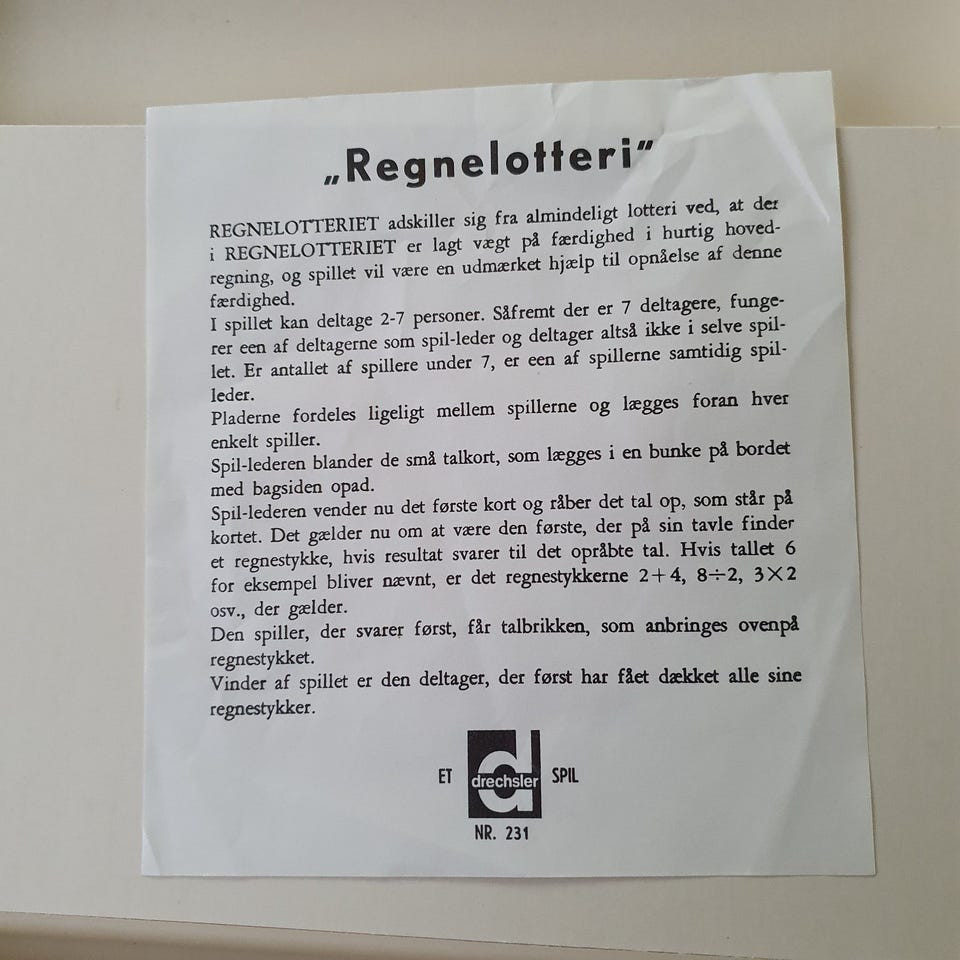 „Regnelotteri"
REGNELOTTERIET adskiller sig fra almindeligt lotteri ved, at der
i REGNELOTTERIET er lagt vægt på færdighed i hurtig hoved-
regning, og spillet vil være en udmærket hjælp til opnåelse af denne
færdighed.
I spillet kan deltage 2-7 personer. Såfremt der er 7 deltagere, funge-
rer een af deltagerne som spil-leder og deltager altså ikke i selve spil-
let. Er antallet af spillere under 7, er een af spillerne samtidig spil-
leder.
Pladerne fordeles ligeligt mellem spillerne og lægges foran hver
enkelt spiller.
Spil-lederen blander de små talkort, som lægges i en bunke på bordet
med bagsiden opad.
Spil-lederen vender nu det første kort og råber det tal op, som står på
kortet. Det gælder nu om at være den første, der på sin tavle finder
et regnestykke, hvis resultat svarer til det opråbte tal. Hvis tallet 6
for eksempel bliver nævnt, er det regnestykkerne 2+4, 8÷2, 3×2
osv., der gælder.
Den spiller, der svarer først, får talbrikken, som anbringes ovenpå
regnestykket.
Vinder af spillet er den deltager, der først har fået dækket alle sine
regnestykker.
ET drechsler SPIL
NR. 231